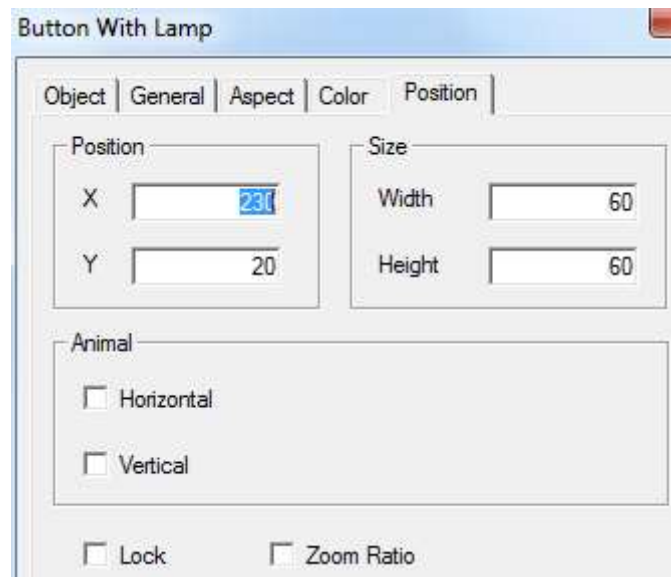 Button With Lamp
Object General Aspect Color Position
Position
X 230
Y 20
Size
Width 60
Height 60
Animal
Horizontal
Vertical
Lock Zoom Ratio